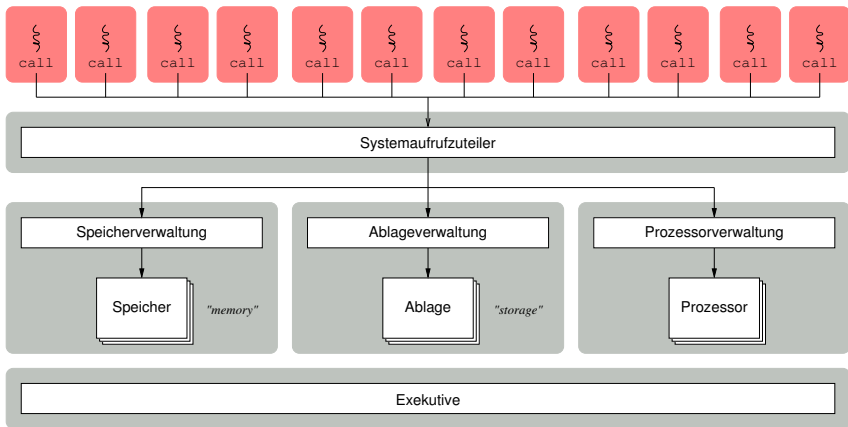 call call call call call call call call call call call call
Systemaufrufzuteiler
Speicherverwaltung Ablageverwaltung Prozessorverwaltung
Speicher "memory" Ablage "storage" Prozessor
Exekutive